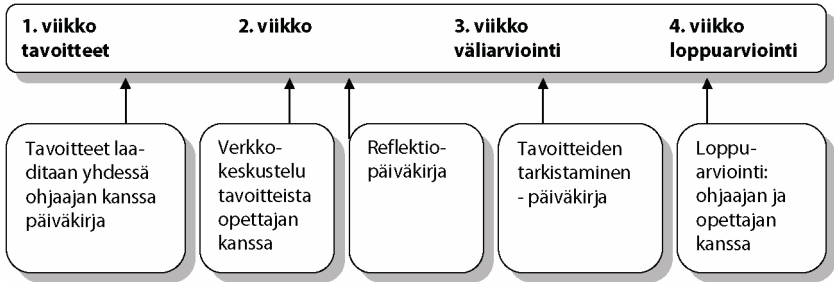 1. viikko
tavoitteet
2. viikko
3. viikko
väliarviointi
4. viikko
loppuarviointi
Tavoitteet laa-
ditaan yhdessä
ohjaajan kanssa
päiväkirja
Verkko-
keskustelu
tavoitteista
opettajan
kanssa
Reflektio-
päiväkirja
Tavoitteiden
tarkistaminen
- päiväkirja
Loppu-
arviointi:
ohjaajan ja
opettajan
kanssa